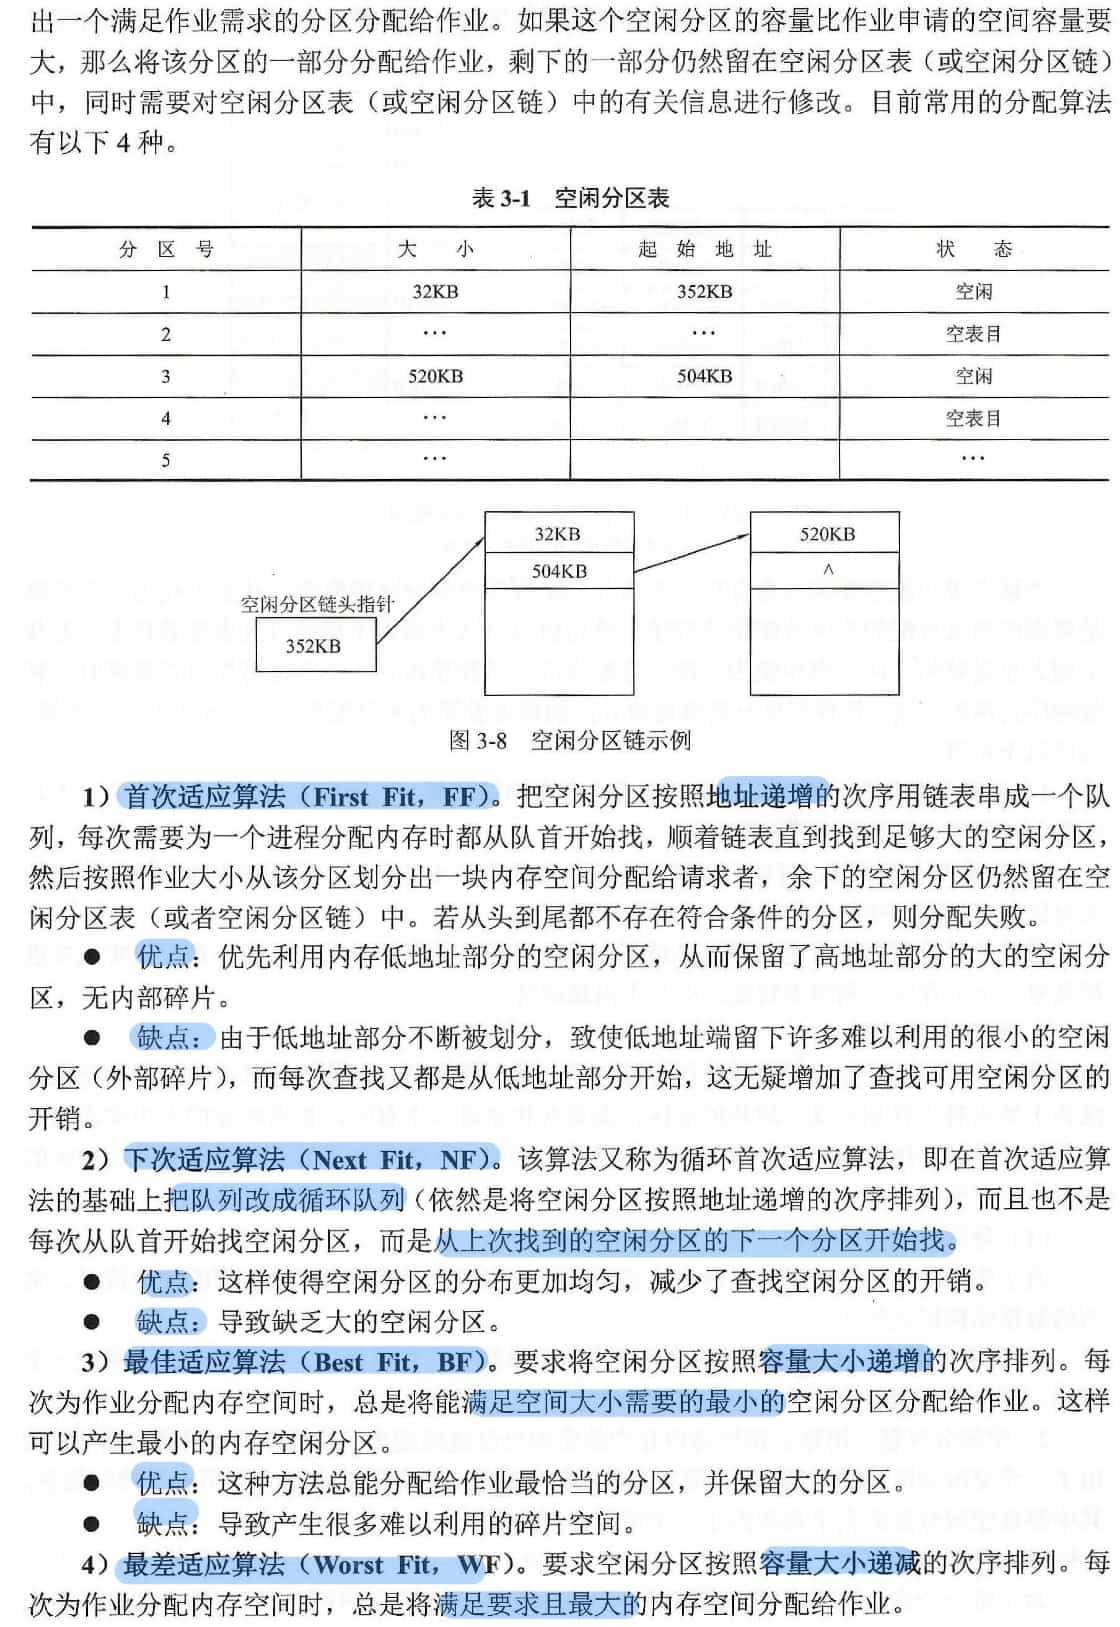 出一个满足作业需求的分区分配给作业。如果这个空闲分区的容量比作业申请的空间容量要
大，那么将该分区的一部分分配给作业，剩下的一部分仍然留在空闲分区表（或空闲分区链）
中，同时需要对空闲分区表（或空闲分区链）中的有关信息进行修改。目前常用的分配算法
有以下 4 种。
表 3-1 空闲分区表
分 区 号 大 小 起 始 地 址 状 态
1 32KB 352KB 空闲
2 … … 空表目
3 520KB 504KB 空闲
4 … 空表目
5 … …
32KB 520KB
504KB ^
空闲分区链头指针
352KB
图 3-8 空闲分区链示例
1）首次适应算法（First Fit，FF）。把空闲分区按照地址递增的次序用链表串成一个队
列，每次需要为一个进程分配内存时都从队首开始找，顺着链表直到找到足够大的空闲分区，
然后按照作业大小从该分区划分出一块内存空间分配给请求者，余下的空闲分区仍然留在空
闲分区表（或者空闲分区链）中。若从头到尾都不存在符合条件的分区，则分配失败。
● 优点：优先利用内存低地址部分的空闲分区，从而保留了高地址部分的大的空闲分
区，无内部碎片。
● 缺点：由于低地址部分不断被划分，致使低地址端留下许多难以利用的很小的空闲
分区（外部碎片），而每次查找又都是从低地址部分开始，这无疑增加了查找可用空闲分区的
开销。
2）下次适应算法（Next Fit，NF）。该算法又称为循环首次适应算法，即在首次适应算
法的基础上把队列改成循环队列（依然是将空闲分区按照地址递增的次序排列），而且也不是
每次从队首开始找空闲分区，而是从上次找到的空闲分区的下一个分区开始找。
● 优点：这样使得空闲分区的分布更加均匀，减少了查找空闲分区的开销。
● 缺点：导致缺乏大的空闲分区。
3）最佳适应算法（Best Fit，BF）。要求将空闲分区按照容量大小递增的次序排列。每
次为作业分配内存空间时，总是将能满足空间大小需要的最小的空闲分区分配给作业。这样
可以产生最小的内存空闲分区。
● 优点：这种方法总能分配给作业最恰当的分区，并保留大的分区。
● 缺点：导致产生很多难以利用的碎片空间。
4）最差适应算法（Worst Fit，WF）。要求空闲分区按照容量大小递减的次序排列。每
次为作业分配内存空间时，总是将满足要求且最大的内存空间分配给作业。